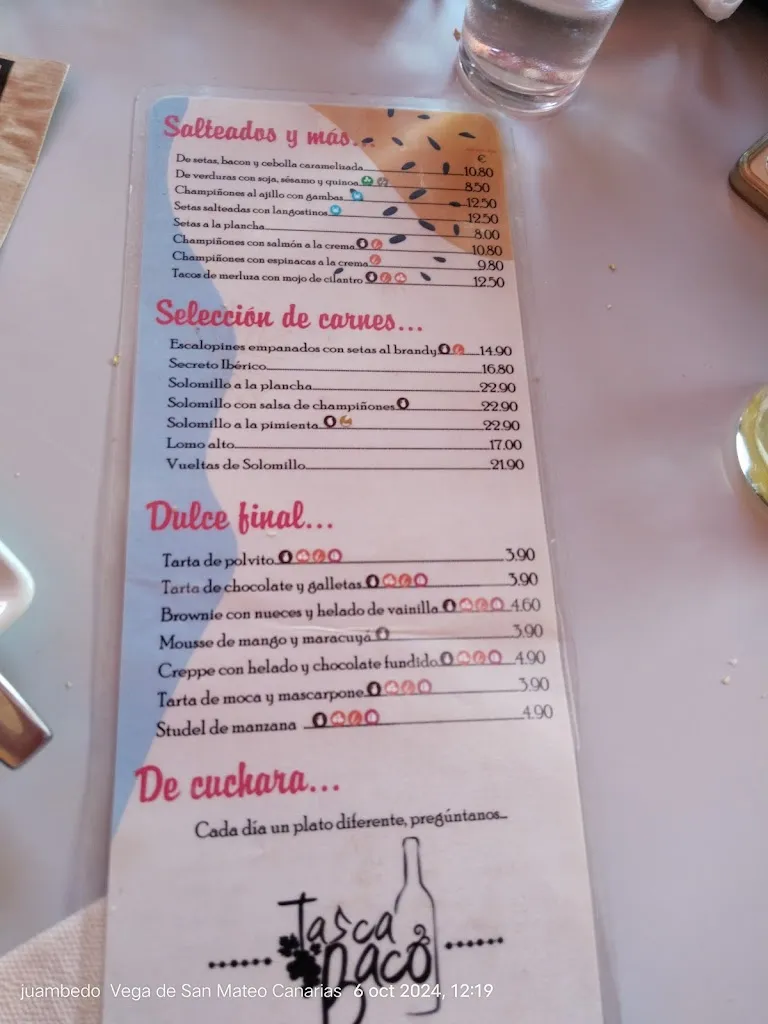 Salteados y más...
€
De setas, bacon y cebolla caramelizada 10.80
De verduras con soja, sésamo y quinoa 8.50
Champiñones al ajillo con gambas 12.50
Setas salteadas con langostinos 12.50
Setas a la plancha 8.00
Champiñones con salmón a la crema 10.80
Champiñones con espinacas a la crema 9.80
Tacos de merluza con mojo de cilantro 12.50
Selección de carnes...
Escalopines empanados con setas al brandy 14.90
Secreto Ibérico 16.80
Solomillo a la plancha 22.90
Solomillo con salsa de champiñones 22.90
Solomillo a la pimienta 22.90
Lomo alto 17.00
Vueltas de Solomillo 21.90
Dulce final...
Tarta de polvito 3.90
Tarta de chocolate y galletas 3.90
Brownie con nueces y helado de vainilla 4.60
Mousse de mango y maracuyá 3.90
Creppe con helado y chocolate fundido 4.90
Tarta de moca y mascarpone 3.90
Studel de manzana 4.90
De cuchara...
Cada día un plato diferente, pregúntanos...
Tasca
Baco
juambedo Vega de San Mateo Canarias 6 oct 2024, 12:19